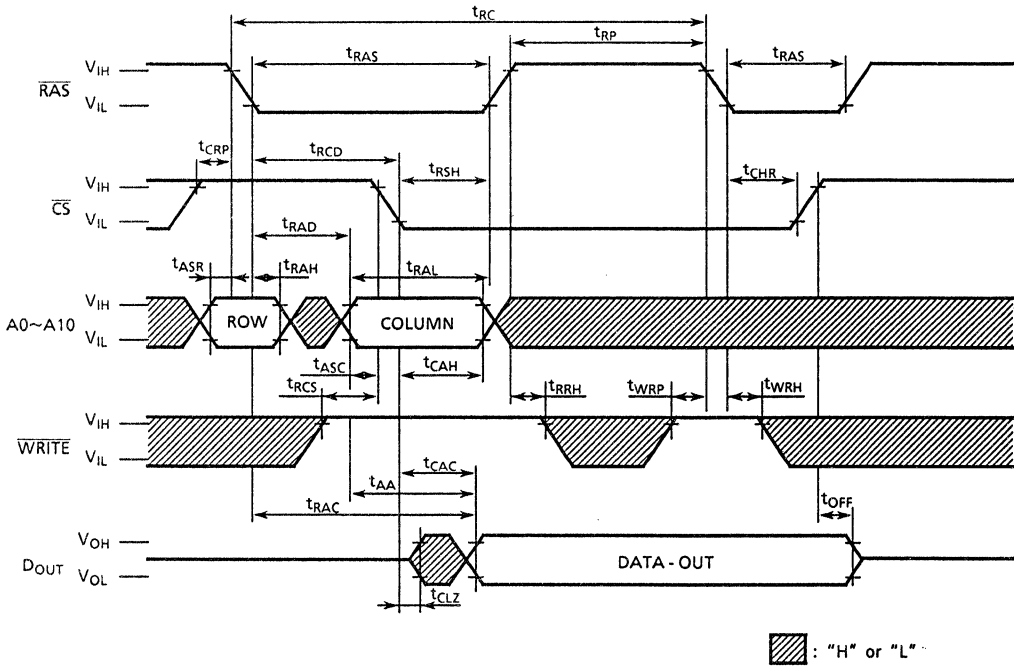 tRC
tRP
tRAS
tRAS
RAS
VIH
VIL
tCRP
tRCD
tRSH
tCHR
CS
VIH
VIL
tRAD
tASR
tRAH
tRAL
A0~A10
VIH
VIL
ROW
COLUMN
tASC
tCAH
tRCS
tRRH
tWRP
tWRH
WRITE
VIH
VIL
tCAC
tAA
tRAC
tOFF
DOUT
VOH
VOL
DATA-OUT
tCLZ
: "H" or "L"